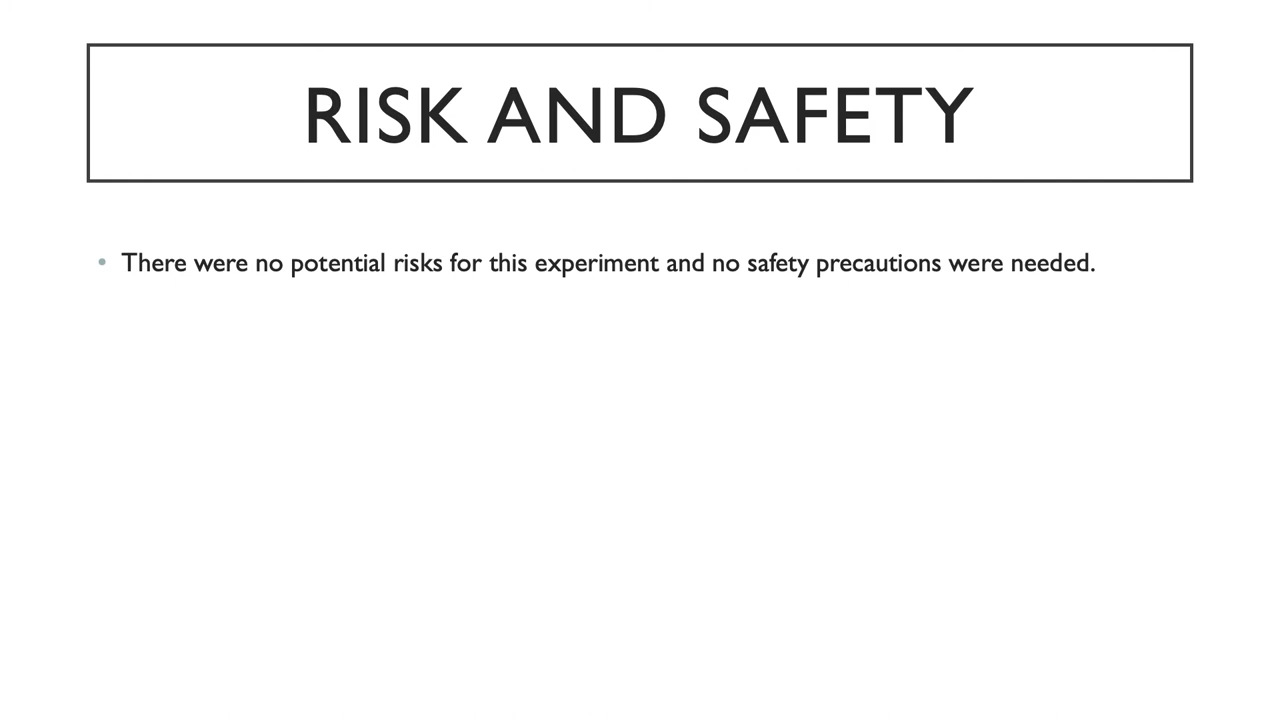 RISK AND SAFETY
• There were no potential risks for this experiment and no safety precautions were needed.